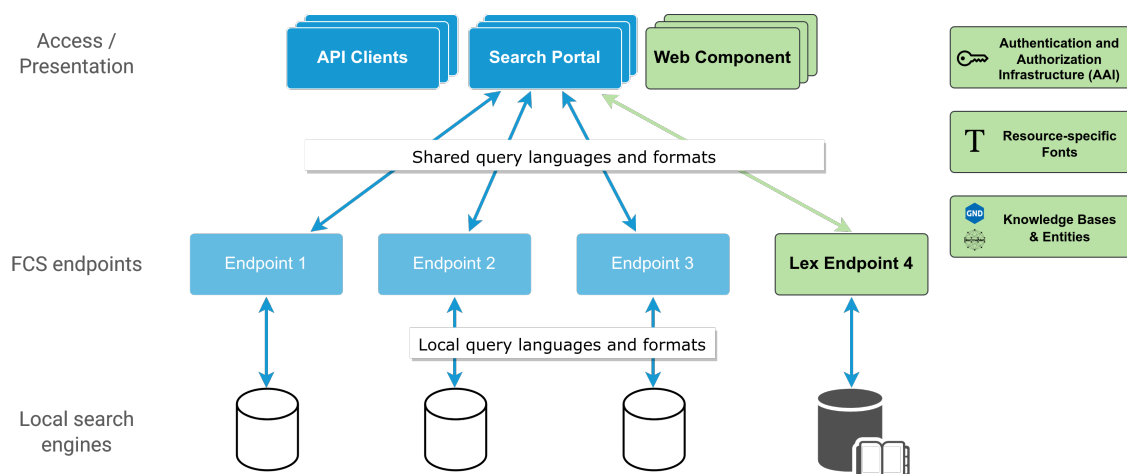 Access /
Presentation
API Clients
Search Portal
Web Component
Authentication and
Authorization
Infrastructure (AAI)
Shared query languages and formats
T
Resource-specific
Fonts
GND
Knowledge Bases
& Entities
FCS endpoints
Endpoint 1
Endpoint 2
Endpoint 3
Lex Endpoint 4
Local query languages and formats
Local search
engines